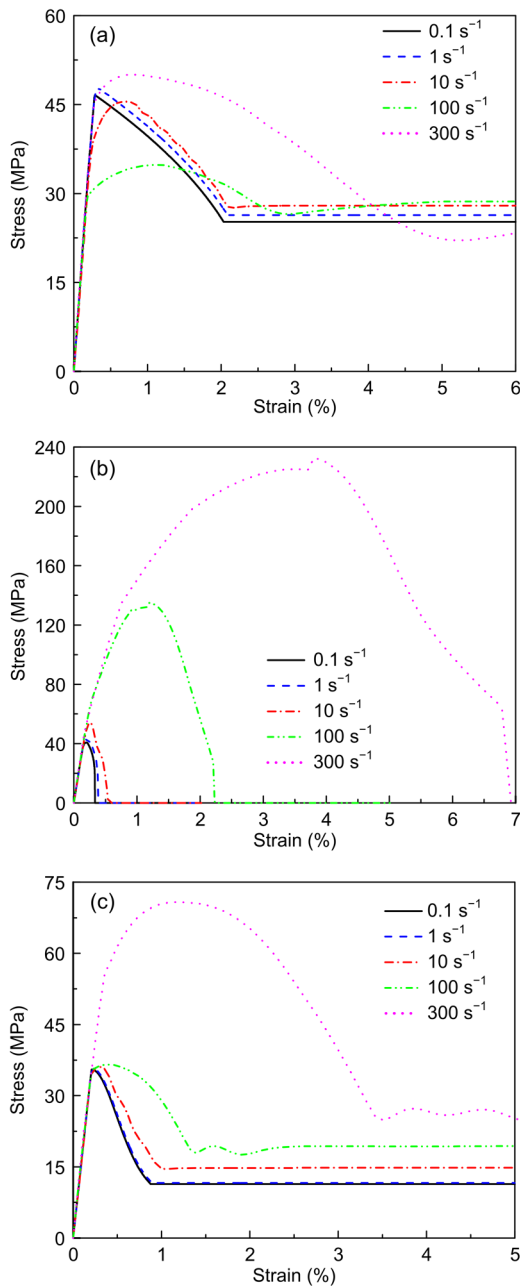 (a)
0.1 s⁻¹
1 s⁻¹
10 s⁻¹
100 s⁻¹
300 s⁻¹
60
45
30
15
0
Stress (MPa)
0 1 2 3 4 5 6
Strain (%)
(b)
0.1 s⁻¹
1 s⁻¹
10 s⁻¹
100 s⁻¹
300 s⁻¹
240
200
160
120
80
40
0
Stress (MPa)
0 1 2 3 4 5 6 7
Strain (%)
(c)
0.1 s⁻¹
1 s⁻¹
10 s⁻¹
100 s⁻¹
300 s⁻¹
75
60
45
30
15
0
Stress (MPa)
0 1 2 3 4 5
Strain (%)